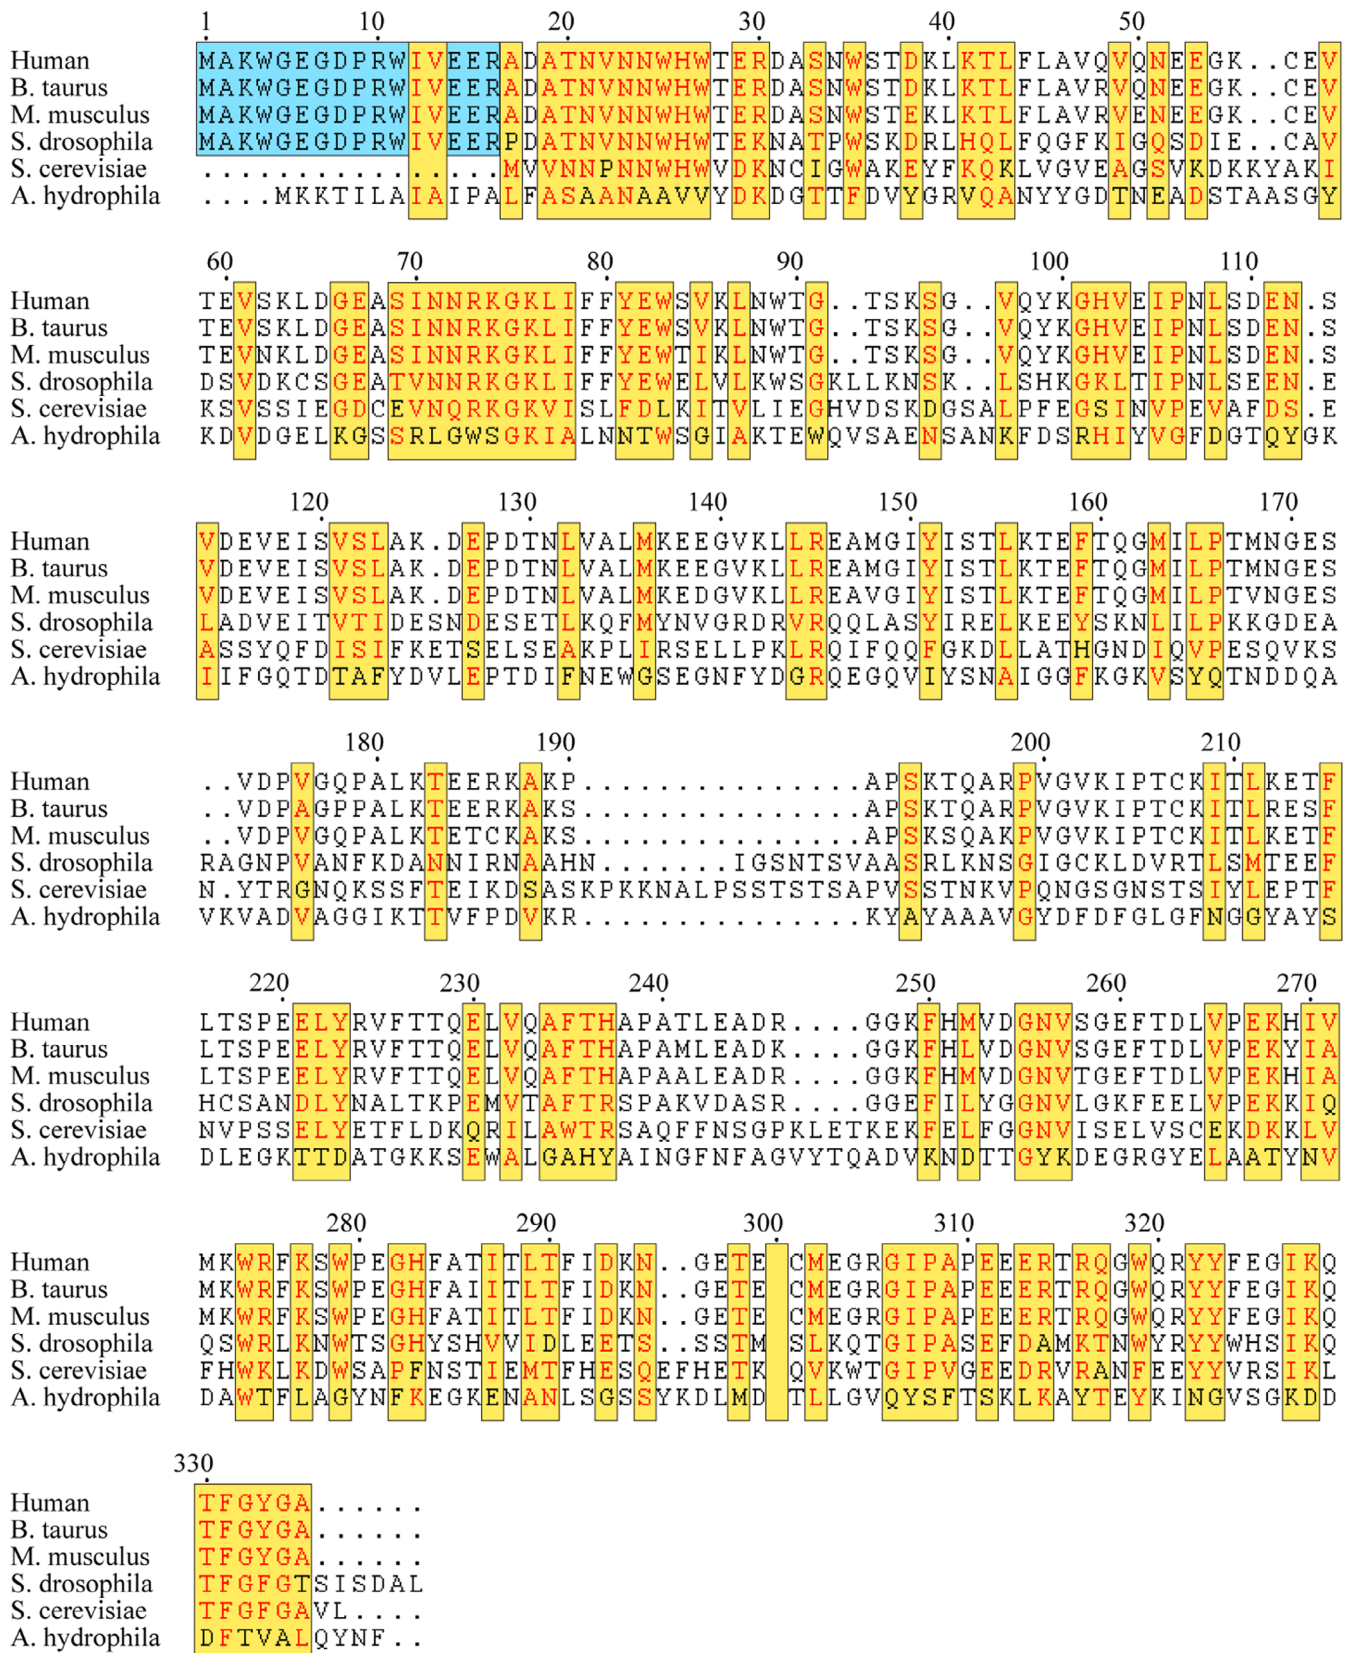 1 10 20 30 40 50
Human MAKWGEGDPRWIVEERADATNVNNWHWTERDASNWSTDKLKTLFLAVQVQNEEGK..CEV
B. taurus MAKWGEGDPRWIVEERADATNVNNWHWTERDASNWSTDKLKTLFLAVRVQNEEGK..CEV
M. musculus MAKWGEGDPRWIVEERADATNVNNWHWTERDASNWSTEKLKTLFLAVRVENEEGK..CEV
S. drosophila MAKWGEGDPRWIVEERPDATNVNNWHWTEKNATPWSKDRLHQLFQGFKIGQSDIE..CAV
S. cerevisiae ................MVVNNPNNWHWVDKNCIGWAKEYFKQKLVGVEAGSVKDKKYAKI
A. hydrophila ....MKKTILAIAIPALFASAANAAVVYDKDGTTFDVYGRVQANYYGDTNEADSTAASGY
60 70 80 90 100 110
Human TEVSKLDGEASINNRKGKLIFFYEWSVKLNWTG..TSKSG..VQYKGHVEIPNLSDEN.S
B. taurus TEVSKLDGEASINNRKGKLIFFYEWSVKLNWTG..TSKSG..VQYKGHVEIPNLSDEN.S
M. musculus TEVNKLDGEASINNRKGKLIFFYEWTIKLNWTG..TSKSG..VQYKGHVEIPNLSDEN.S
S. drosophila DSVDKCSGEATVNNRKGKLIFFYEWELVLKWSGKLLKNSK..LSHKGKLTIPNLSEEN.E
S. cerevisiae KSVSSIEGDCEVNQRKGKVISLFDLKITVLIEGHVDSKDGSALPFEGSINVPEVAFDS.E
A. hydrophila KDVDGELKGSSRLGWSGKIALNNTWSGIAKTEWQVSAENSANKFDSRHIYVGFDGTQYGK
120 130 140 150 160 170
Human VDEVEISVSLAK.DEPDTNLVALMKEEGVKLLREAMGIYISTLKTEFTQGMILPTMNGES
B. taurus VDEVEISVSLAK.DEPDTNLVALMKEEGVKLLREAMGIYISTLKTEFTQGMILPTMNGES
M. musculus VDEVEISVSLAK.DEPDTNLVALMKEDGVKLLREAVGIYISTLKTEFTQGMILPTVNGES
S. drosophila LADVEITVTIDESNDESETLKQFMYNVGRDRVRQQLASYIRELKEEYSKNLILPKKGDEA
S. cerevisiae ASSYQFDISIFKETSELSEAKPLIRSELLPKLRQIFQQFGKDLLATHGNDIQVPESQVKS
A. hydrophila IIFGQTDTAFYDVLEPTDIFNEWGSEGNFYDGRQEGQVIYSNAIGGFKGKVSYQTNDDQA
180 190 200 210
Human ..VDPVGQPALKTEERKAKP...............APSKTQARPVGVKIPTCKITLKETF
B. taurus ..VDPAGPPALKTEERKAKS...............APSKTQARPVGVKIPTCKITLRESF
M. musculus ..VDPVGQPALKTETCKAKS...............APSKSQAKPVGVKIPTCKITLKETF
S. drosophila RAGNPVANFKDANNIRNAAHN.......IGSNTSVAASRLKNSGIGCKLDVRTLSMTEEF
S. cerevisiae N.YTRGNQKSSFTEIKDSASKPKKNALPSSTSTSAPVSSTNKVPQNGSGNSTSIYLEPTF
A. hydrophila VKVADVAGGIKTTVFPDVKR...............KYAYAAAVGYDFDFGLGFNGGYAYS
220 230 240 250 260 270
Human LTSPEELYRVFTTQELVQAFTHAPATLEADR....GGKFHMVDGNVSGEFTDLVPEKHIV
B. taurus LTSPEELYRVFTTQELVQAFTHAPAMLEADK....GGKFHLVDGNVSGEFTDLVPEKYIA
M. musculus LTSPEELYRVFTTQELVQAFTHAPAALEADR....GGKFHMVDGNVTGEFTDLVPEKHIA
S. drosophila HCSANDLYNALTKPEMVTAFTRSPAKVDASR....GGEFILYGGNVLGKFEELVPEKKIQ
S. cerevisiae NVPSSELYETFLDKQRILAWTRSAQFFNSGPKLETKEKFELFGGNVISELVSCEKDKKLV
A. hydrophila DLEGKTTDATGKKSEWALGAHYAINGFNFAGVYTQADVKNDTTGYKDEGRGYELAATYNV
280 290 300 310 320
Human MKWRFKSWPEGHFATITLTFIDKN..GETE CMEGRGIPAPEEERTRQGWQRYYFEGIKQ
B. taurus MKWRFKSWPEGHFAIITLTFIDKN..GETE CMEGRGIPAPEEERTRQGWQRYYFEGIKQ
M. musculus MKWRFKSWPEGHFATITLTFIDKN..GETE CMEGRGIPAPEEERTRQGWQRYYFEGIKQ
S. drosophila QSWRLKNWTSGHYSHVVIDLEETS..SSTM SLKQTGIPASEFDAMKTNWYRYYWHSIKQ
S. cerevisiae FHWKLKDWSAPFNSTIEMTFHESQEFHETK QVKWTGIPVGEEDRVRANFEEYYVRSIKL
A. hydrophila DAWTFLAGYNFKEGKENANLSGSSYKDLMD TLLGVQYSFTSKLKAYTEYKINGVSGKDD
330
Human TFGYGA......
B. taurus TFGYGA......
M. musculus TFGYGA......
S. drosophila TFGFGTSISDAL
S. cerevisiae TFGFGAVL....
A. hydrophila DFTVALQYNF..